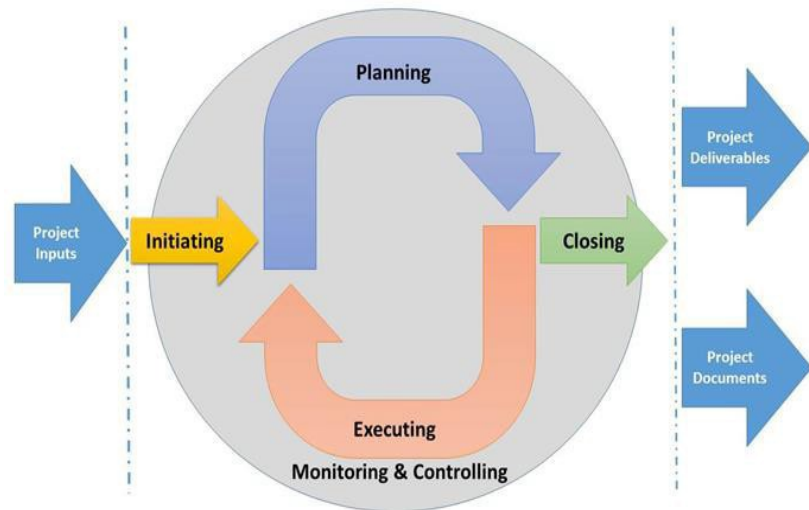 Planning
Project
Deliverables
Project
Inputs
Initiating
Closing
Project
Documents
Executing
Monitoring & Controlling